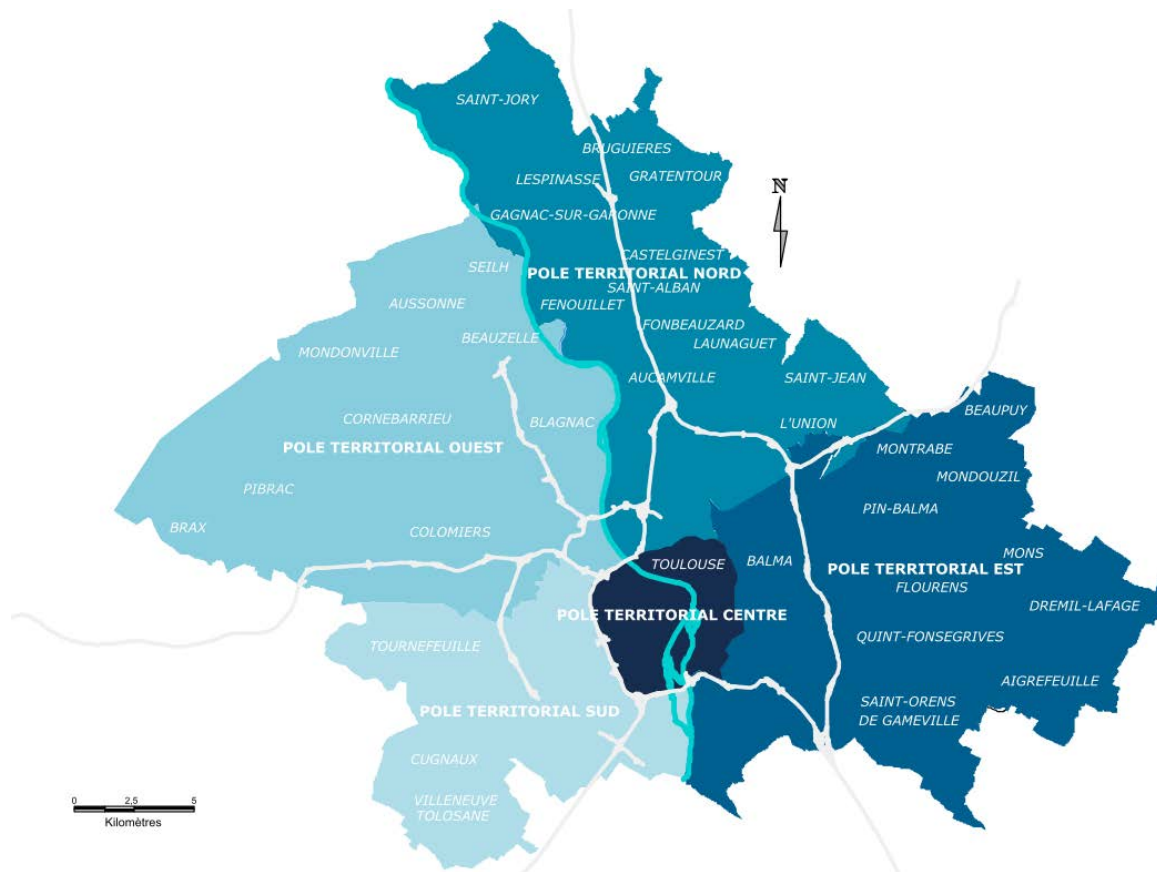 SAINT-JORY
BRUGUIERES
LESPINASSE
GRATENTOUR
N
GAGNAC-SUR-GARONNE
CASTELGINEST
SEILH
POLE TERRITORIAL NORD
SAINT-ALBAN
AUSSONNE
FENOUILLET
FONBEAUZARD
BEAUZELLE
LAUNAGUET
MONDONVILLE
AUCAMVILLE
SAINT-JEAN
BEAUPUY
CORNEBARRIEU
BLAGNAC
L'UNION
POLE TERRITORIAL OUEST
MONTRABE
MONDOUZIL
PIBRAC
PIN-BALMA
BRAX
COLOMIERS
MONS
TOULOUSE
BALMA
POLE TERRITORIAL EST
FLOURENS
DREMIL-LAFAGE
POLE TERRITORIAL CENTRE
QUINT-FONSEGRIVES
TOURNEFEUILLE
AIGREFEUILLE
SAINT-ORENS
DE GAMEVILLE
POLE TERRITORIAL SUD
CUGNAUX
VILLENEUVE
TOLOSANE
0 2,5 5
Kilomètres